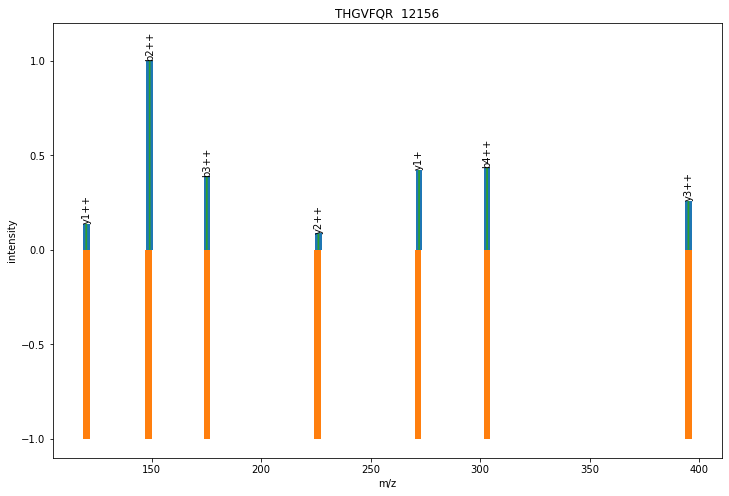 THGVFQR  12156
intensity
1.0
0.5
0.0
−0.5
−1.0
y1++
b2++
b3++
y2++
y1+
b4++
y3++
150
200
250
300
350
400
m/z